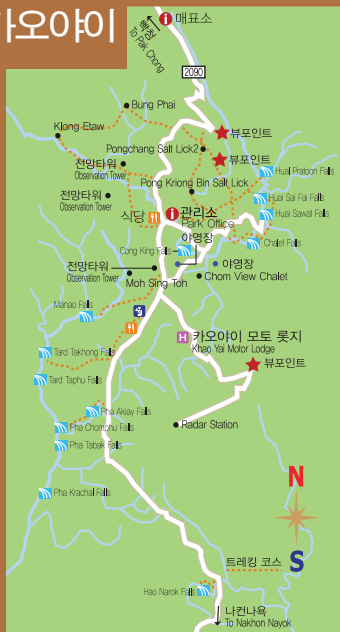 카오야이
매표소
빡청
To Pak Chong
2090
Bung Phai
Klong Etaw
뷰포인트
Pongchang Salt Lick2
뷰포인트
전망타워
Observation Tower
Hual Pratoon Falls
Pong Kriong Bin Salt Lick
전망타워
Observation Tower
Huai Sai Fai Falls
식당
관리소
Park Office
Huai Sawat Falls
야영장
Chalet Falls
Cong King Falls
전망타워
Observation Tower
야영장
Moh Sing Toh
Chom View Chalet
Manao Falls
H
카오야이 모토 롯지
Khao Yai Motor Lodge
Tard Takhong Falls
뷰포인트
Tard Taphu Falls
Pha Akiay Falls
Pha Chomphu Falls
Radar Station
Pha Tabak Falls
Pha Krachal Falls
N
트레킹 코스
S
Hao Narok Falls
나컨나욕
To Nakhon Nayok